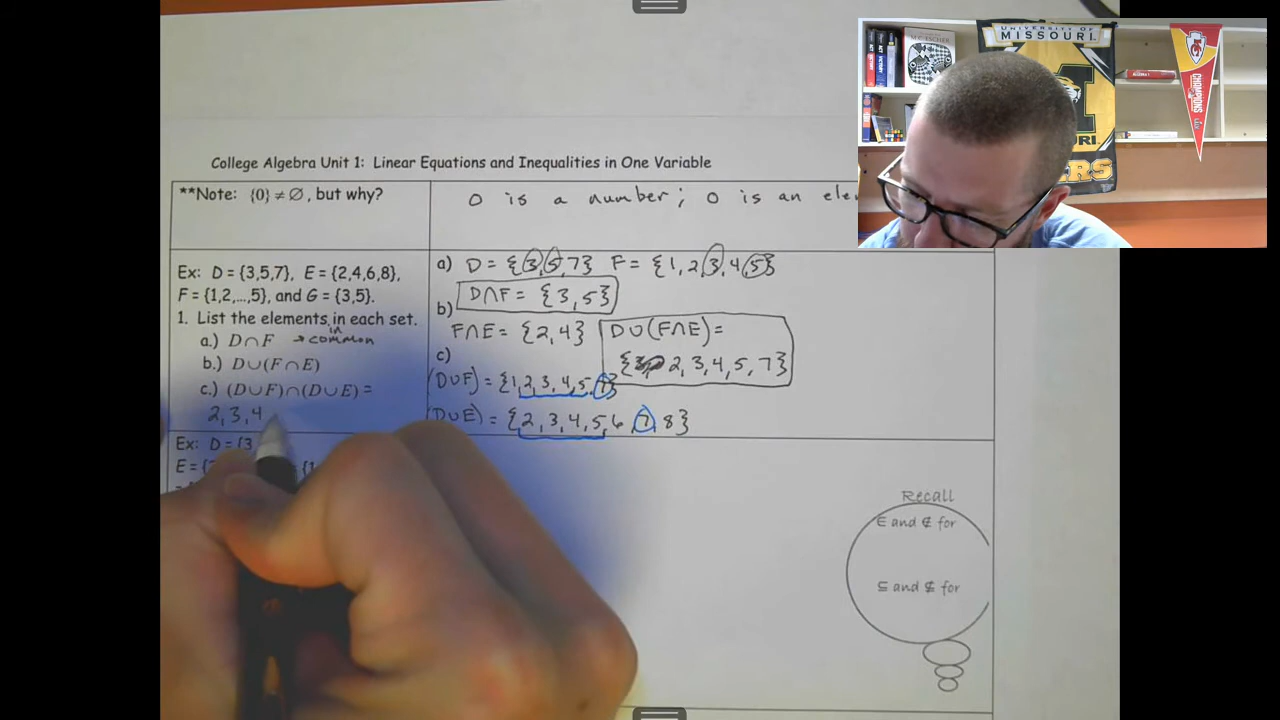 UNIVERSITY OF
MISSOURI
M.C. ESCHER
CHAMPIONS
College Algebra Unit 1: Linear Equations and Inequalities in One Variable
**Note: {0} ≠ ∅, but why?
0 is a number; 0 is an ele
Ex: D = {3,5,7}, E = {2,4,6,8},
F = {1,2,...,5}, and G = {3,5}.
1. List the elements in each set.
in
a.) D∩F → common
b.) D∪(F∩E)
c.) (D∪F)∩(D∪E) =
2, 3, 4
a) D = {3,5,7} F = {1,2,3,4,5}
D∩F = {3,5}
b)
F∩E = {2,4} D∪(F∩E) =
{2,3,4,5,7}
c)
(D∪F) = {1,2,3,4,5,7}
(D∪E) = {2,3,4,5,6,7,8}
Ex: D = {3,
E = {
Recall
∈ and ∉ for
⊆ and ⊈ for